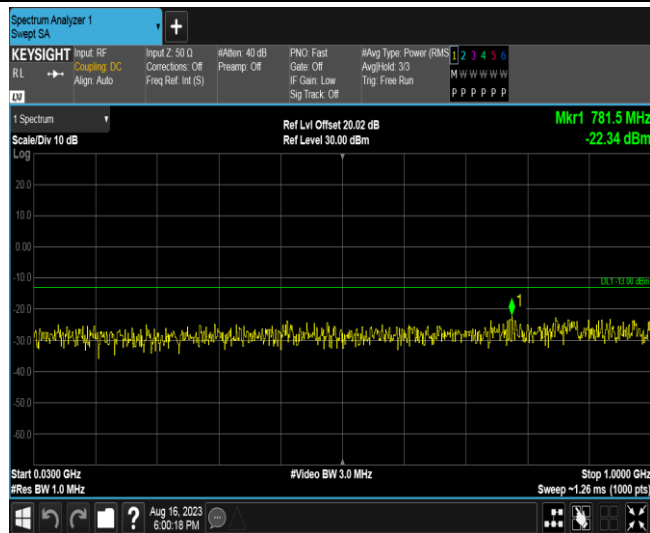 Spectrum Analyzer 1
Swept SA
+
KEYSIGHT
RL
LXI
Input: RF
Coupling: DC
Align: Auto
Input Z: 50 Ω
Corrections: Off
Freq Ref: Int (S)
#Atten: 40 dB
Preamp: Off
PNO: Fast
Gate: Off
IF Gain: Low
Sig Track: Off
#Avg Type: Power (RMS
Avg|Hold: 3/3
Trig: Free Run
1 2 3 4 5 6
M W W W W W
P P P P P P
1 Spectrum
Scale/Div 10 dB
Log
Ref Lvl Offset 20.02 dB
Ref Level 30.00 dBm
Mkr1 781.5 MHz
-22.34 dBm
20.0
10.0
0.00
-10.0
DL1 -13.00 dBm
1
-20.0
-30.0
-40.0
-50.0
-60.0
Start 0.0300 GHz
#Video BW 3.0 MHz
Stop 1.0000 GHz
#Res BW 1.0 MHz
Sweep ~1.26 ms (1000 pts)
?
Aug 16, 2023
6:00:18 PM